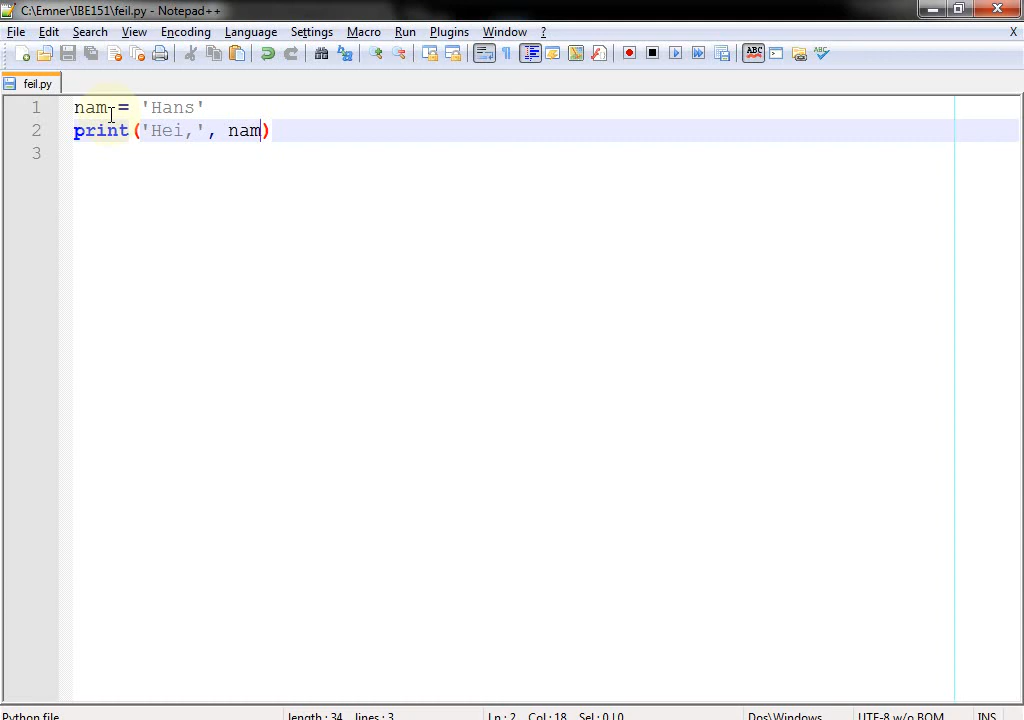 C:\Emner\IBE151\feil.py - Notepad++
File Edit Search View Encoding Language Settings Macro Run Plugins Window ? X
ABC ABC
feil.py
1 nam = 'Hans'
2 print('Hei,', nam)
3
Python file length : 34 lines : 3 Ln : 2 Col : 18 Sel : 0 | 0 Dos\Windows UTF-8 w/o BOM INS